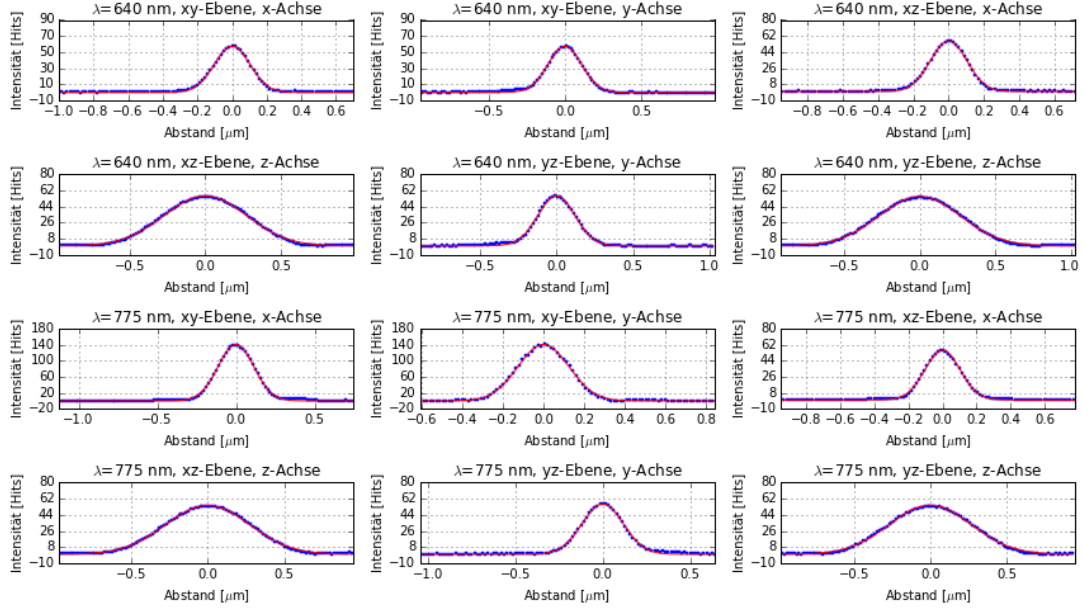 λ=640 nm, xy-Ebene, x-Achse
Intensität [Hits]
90
70
50
30
10
−10
−1.0 −0.8 −0.6 −0.4 −0.2 0.0 0.2 0.4 0.6
Abstand [μm]
λ=640 nm, xy-Ebene, y-Achse
Intensität [Hits]
90
70
50
30
10
−10
−0.5 0.0 0.5
Abstand [μm]
λ=640 nm, xz-Ebene, x-Achse
Intensität [Hits]
80
62
44
26
8
−10
−0.8 −0.6 −0.4 −0.2 0.0 0.2 0.4 0.6
Abstand [μm]
λ=640 nm, xz-Ebene, z-Achse
Intensität [Hits]
80
62
44
26
8
−10
−0.5 0.0 0.5
Abstand [μm]
λ=640 nm, yz-Ebene, y-Achse
Intensität [Hits]
80
62
44
26
8
−10
−0.8 −0.6 −0.4 −0.2 0.0 0.2 0.4 0.6 0.8 1.0
Abstand [μm]
λ=640 nm, yz-Ebene, z-Achse
Intensität [Hits]
80
62
44
26
8
−10
−0.5 0.0 0.5 1.0
Abstand [μm]
λ=775 nm, xy-Ebene, x-Achse
Intensität [Hits]
180
140
100
60
20
−20
−1.0 −0.5 0.0 0.5
Abstand [μm]
λ=775 nm, xy-Ebene, y-Achse
Intensität [Hits]
180
140
100
60
20
−20
−0.6 −0.4 −0.2 0.0 0.2 0.4 0.6 0.8
Abstand [μm]
λ=775 nm, xz-Ebene, x-Achse
Intensität [Hits]
80
62
44
26
8
−10
−0.8 −0.6 −0.4 −0.2 0.0 0.2 0.4 0.6
Abstand [μm]
λ=775 nm, xz-Ebene, z-Achse
Intensität [Hits]
80
62
44
26
8
−10
−0.5 0.0 0.5
Abstand [μm]
λ=775 nm, yz-Ebene, y-Achse
Intensität [Hits]
80
62
44
26
8
−10
−1.0 −0.5 0.0 0.5
Abstand [μm]
λ=775 nm, yz-Ebene, z-Achse
Intensität [Hits]
80
62
44
26
8
−10
−0.5 0.0 0.5
Abstand [μm]